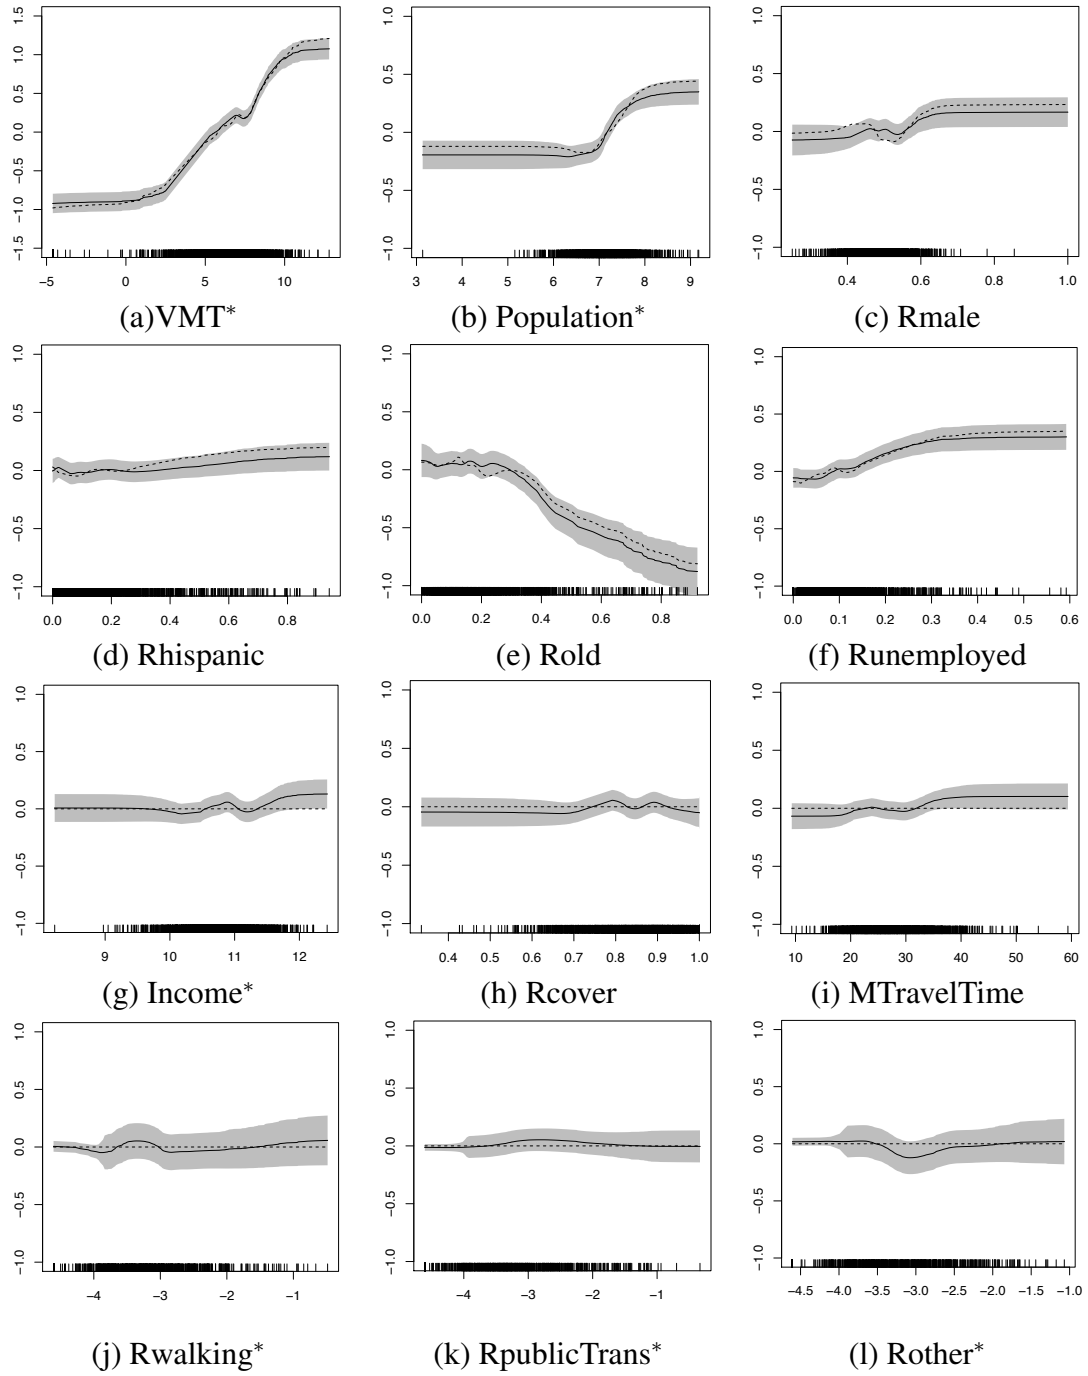 1.5
1.0
0.5
0.0
−0.5
−1.0
−1.5
−5 0 5 10
(a)VMT*
1.0
0.5
0.0
−0.5
−1.0
3 4 5 6 7 8 9
(b) Population*
1.0
0.5
0.0
−0.5
−1.0
0.4 0.6 0.8 1.0
(c) Rmale
1.0
0.5
0.0
−0.5
−1.0
0.0 0.2 0.4 0.6 0.8
(d) Rhispanic
1.0
0.5
0.0
−0.5
−1.0
0.0 0.2 0.4 0.6 0.8
(e) Rold
1.0
0.5
0.0
−0.5
−1.0
0.0 0.1 0.2 0.3 0.4 0.5 0.6
(f) Runemployed
1.0
0.5
0.0
−0.5
−1.0
9 10 11 12
(g) Income*
1.0
0.5
0.0
−0.5
−1.0
0.4 0.5 0.6 0.7 0.8 0.9 1.0
(h) Rcover
1.0
0.5
0.0
−0.5
−1.0
10 20 30 40 50 60
(i) MTravelTime
1.0
0.5
0.0
−0.5
−1.0
−4 −3 −2 −1
(j) Rwalking*
1.0
0.5
0.0
−0.5
−1.0
−4 −3 −2 −1
(k) RpublicTrans*
1.0
0.5
0.0
−0.5
−1.0
−4.5 −4.0 −3.5 −3.0 −2.5 −2.0 −1.5 −1.0
(l) Rother*